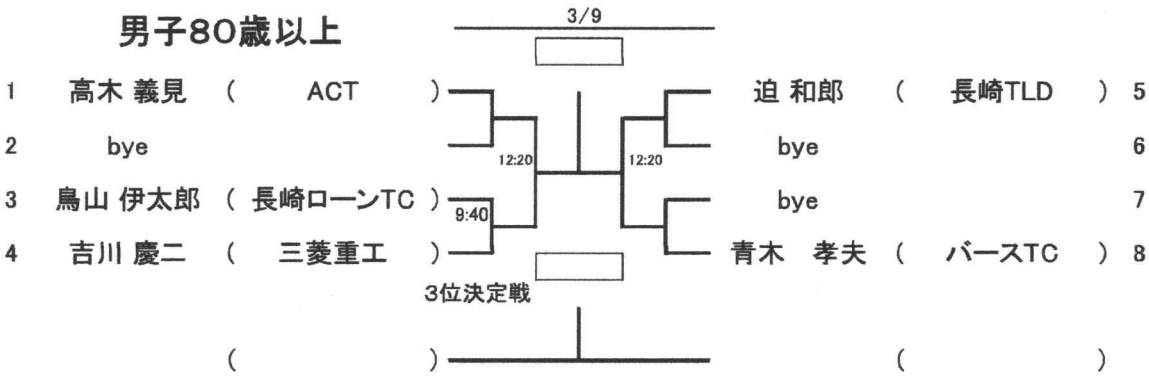 3/9
男子80歳以上
1 高木 義見 ( ACT ) 迫 和郎 ( 長崎TLD ) 5
2 bye bye 6
12:20 12:20
3 鳥山 伊太郎 ( 長崎ローンTC ) bye 7
9:40
4 吉川 慶二 ( 三菱重工 ) 青木 孝夫 ( バースTC ) 8
3位決定戦
( ) ( )